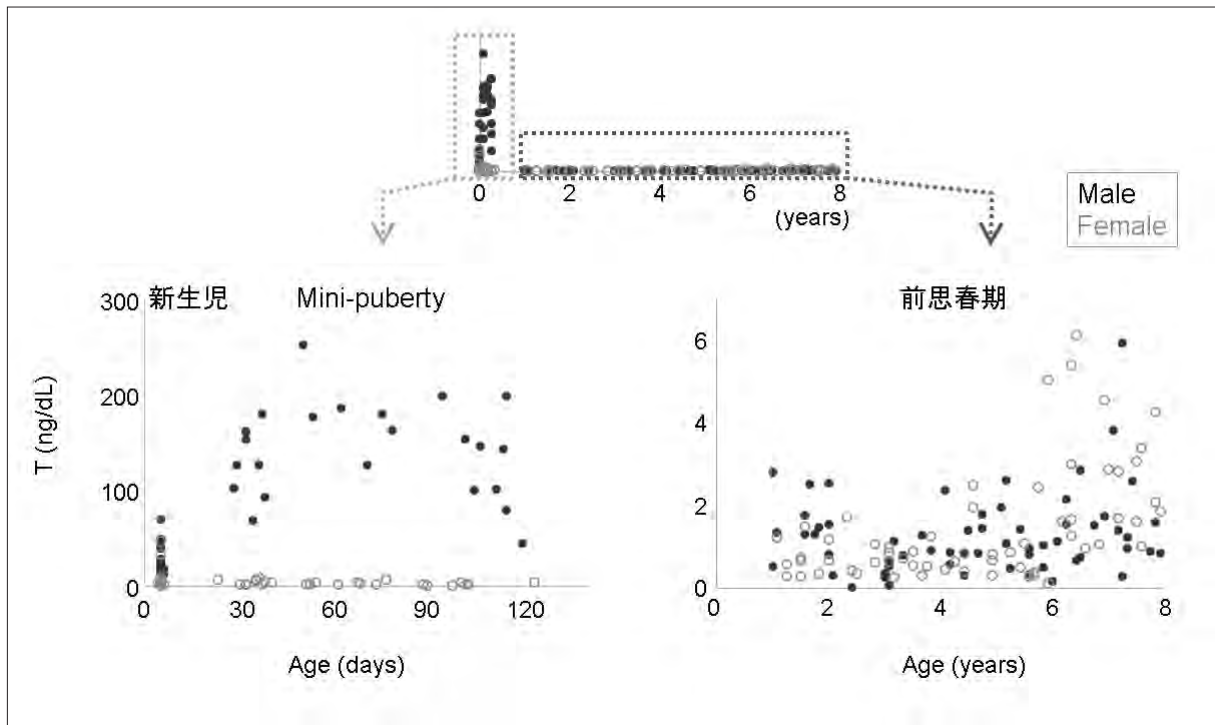 0 2 4 6 8
(years)
Male
Female
新生児 Mini-puberty
300
200
100
0
T (ng/dL)
0 30 60 90 120
Age (days)
前思春期
6
4
2
0
0 2 4 6 8
Age (years)